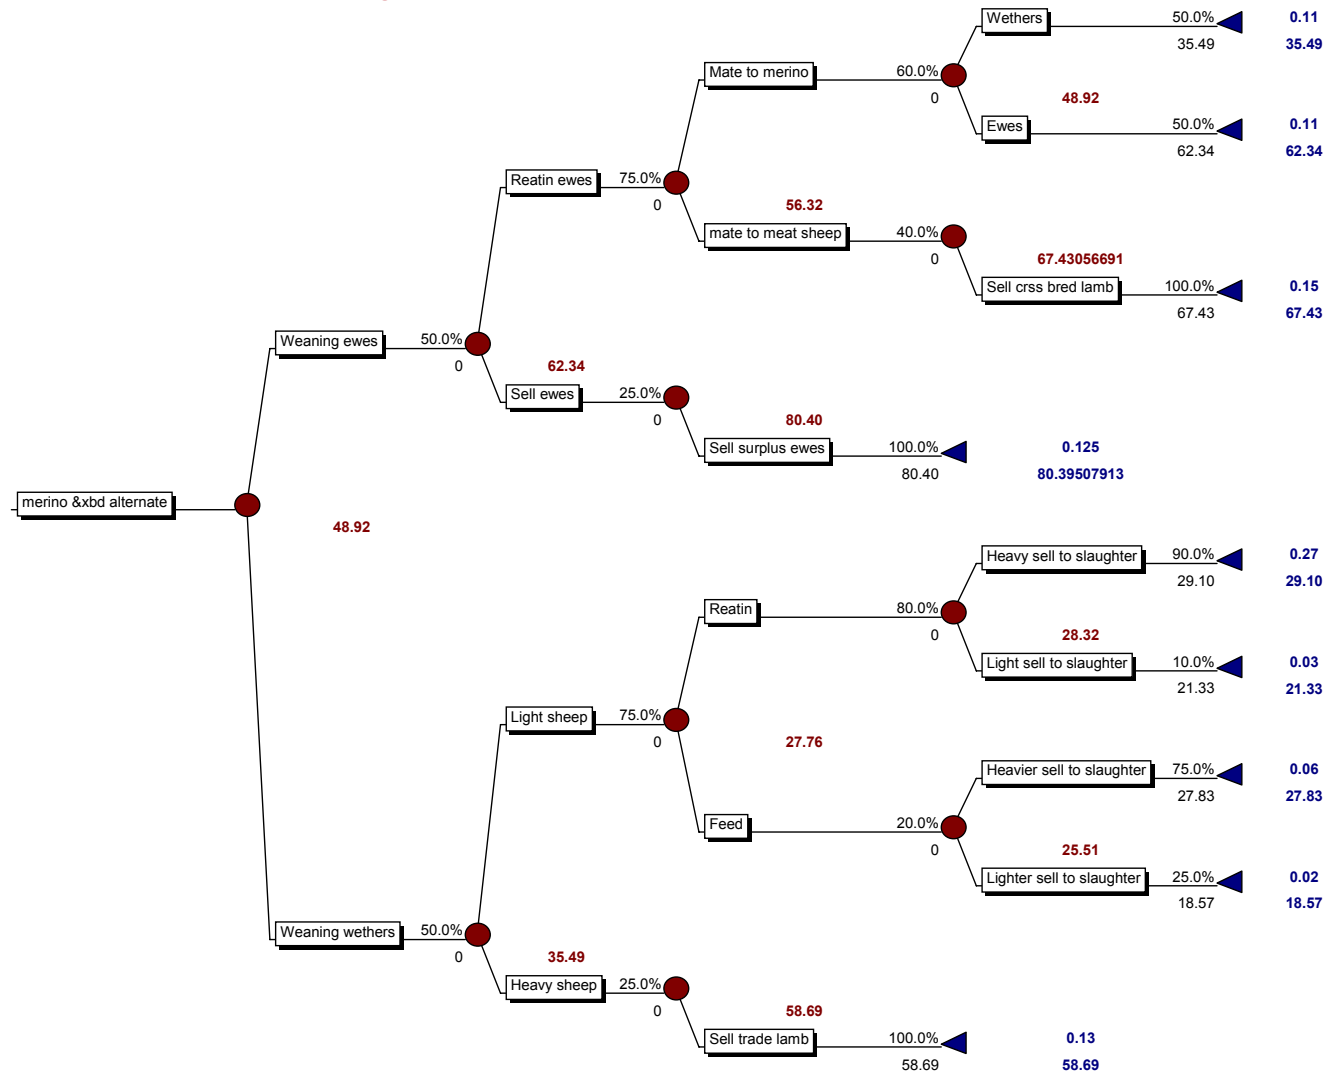 Wethers 50.0% 0.11
35.49 35.49
Mate to merino 60.0%
0 48.92
Ewes 50.0% 0.11
62.34 62.34
Reatin ewes 75.0%
0 56.32
mate to meat sheep 40.0%
0 67.43056691
Sell crss bred lamb 100.0% 0.15
67.43 67.43
Weaning ewes 50.0%
0 62.34
Sell ewes 25.0%
0 80.40
Sell surplus ewes 100.0% 0.125
80.40 80.39507913
merino &xbd alternate
48.92
Heavy sell to slaughter 90.0% 0.27
29.10 29.10
Reatin 80.0%
0 28.32
Light sell to slaughter 10.0% 0.03
21.33 21.33
Light sheep 75.0%
0 27.76
Heavier sell to slaughter 75.0% 0.06
27.83 27.83
Feed 20.0%
0 25.51
Lighter sell to slaughter 25.0% 0.02
18.57 18.57
Weaning wethers 50.0%
0 35.49
Heavy sheep 25.0%
0 58.69
Sell trade lamb 100.0% 0.13
58.69 58.69